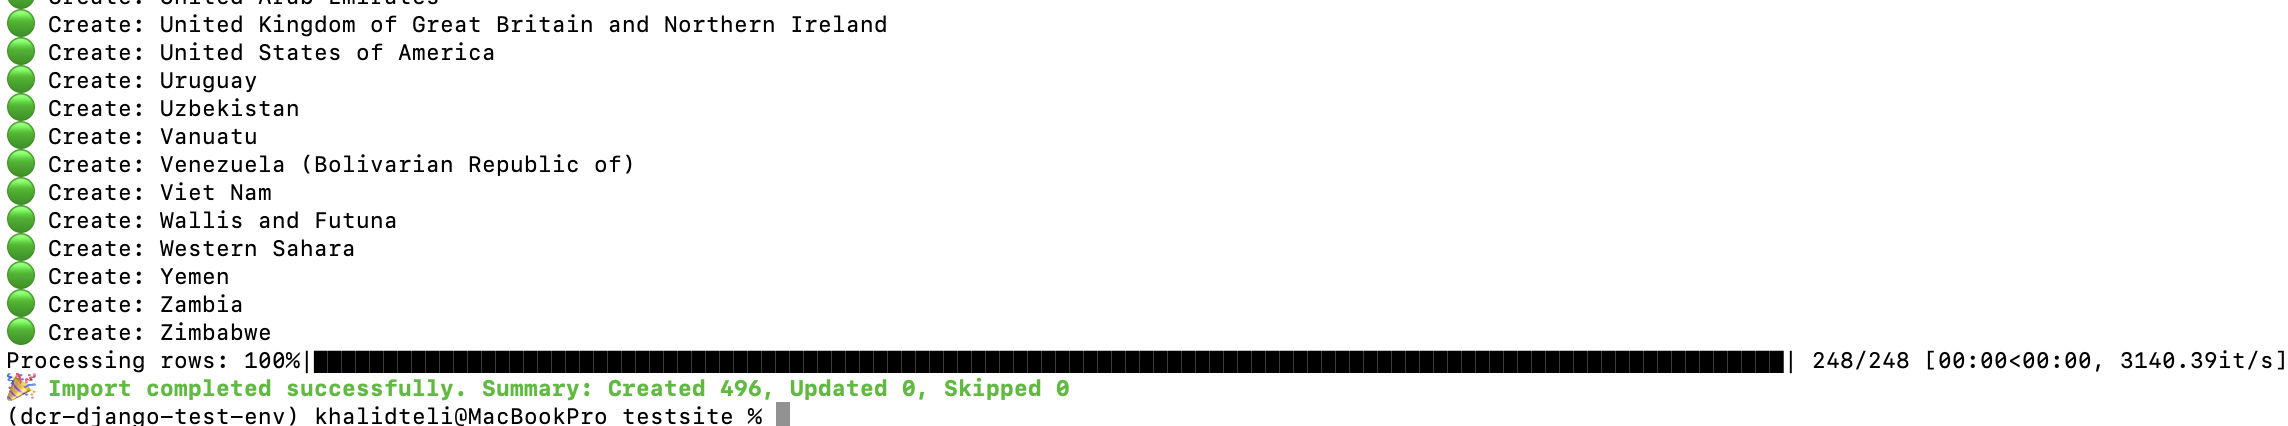 Create: United Arab Emirates
Create: United Kingdom of Great Britain and Northern Ireland
Create: United States of America
Create: Uruguay
Create: Uzbekistan
Create: Vanuatu
Create: Venezuela (Bolivarian Republic of)
Create: Viet Nam
Create: Wallis and Futuna
Create: Western Sahara
Create: Yemen
Create: Zambia
Create: Zimbabwe
Processing rows: 100%|| 248/248 [00:00<00:00, 3140.39it/s]
🎉 Import completed successfully. Summary: Created 496, Updated 0, Skipped 0
(dcr-django-test-env) khalidteli@MacBookPro testsite %